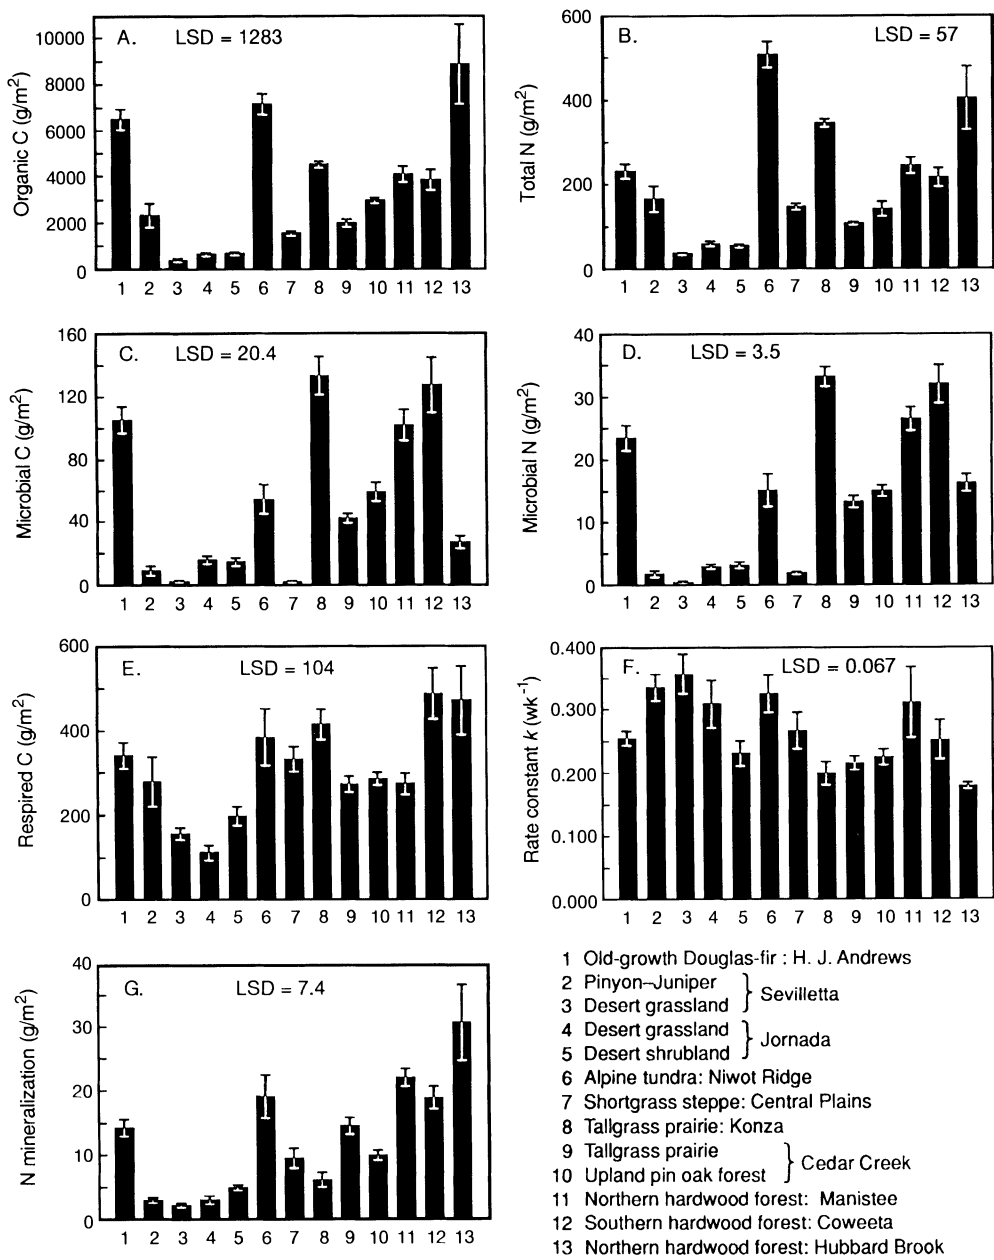 A. LSD = 1283
Organic C (g/m²)
10000
8000
6000
4000
2000
0
1 2 3 4 5 6 7 8 9 10 11 12 13
B. LSD = 57
Total N (g/m²)
600
400
200
0
1 2 3 4 5 6 7 8 9 10 11 12 13
C. LSD = 20.4
Microbial C (g/m²)
160
120
80
40
0
1 2 3 4 5 6 7 8 9 10 11 12 13
D. LSD = 3.5
Microbial N (g/m²)
40
30
20
10
0
1 2 3 4 5 6 7 8 9 10 11 12 13
E. LSD = 104
Respired C (g/m²)
600
400
200
0
1 2 3 4 5 6 7 8 9 10 11 12 13
F. LSD = 0.067
Rate constant k (wk⁻¹)
0.400
0.300
0.200
0.100
0.000
1 2 3 4 5 6 7 8 9 10 11 12 13
G. LSD = 7.4
N mineralization (g/m²)
40
30
20
10
0
1 2 3 4 5 6 7 8 9 10 11 12 13
1 Old-growth Douglas-fir : H. J. Andrews
2 Pinyon–Juniper
3 Desert grassland
Sevilletta
4 Desert grassland
5 Desert shrubland
Jornada
6 Alpine tundra: Niwot Ridge
7 Shortgrass steppe: Central Plains
8 Tallgrass prairie: Konza
9 Tallgrass prairie
10 Upland pin oak forest
Cedar Creek
11 Northern hardwood forest: Manistee
12 Southern hardwood forest: Coweeta
13 Northern hardwood forest: Hubbard Brook